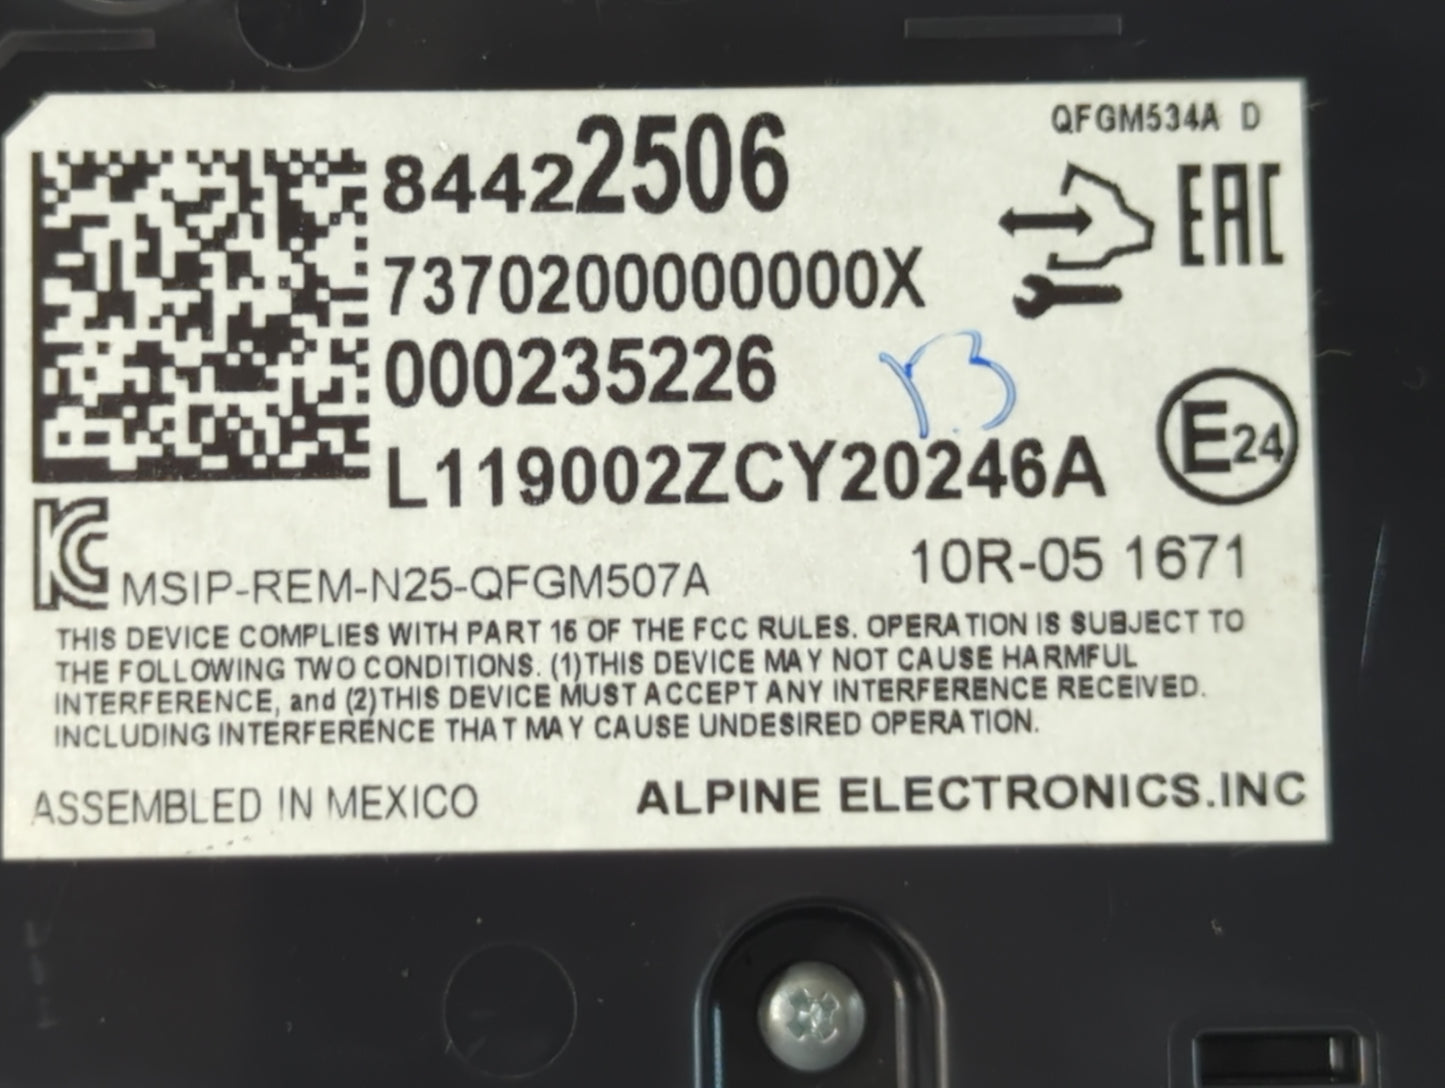 QFGM534A D
84422506
EAC
7370200000000X
000235226
L119002ZCY20246A
E24
10R-05 1671
KC
MSIP-REM-N25-QFGM507A
THIS DEVICE COMPLIES WITH PART 15 OF THE FCC RULES. OPERATION IS SUBJECT TO
THE FOLLOWING TWO CONDITIONS. (1)THIS DEVICE MAY NOT CAUSE HARMFUL
INTERFERENCE, and (2)THIS DEVICE MUST ACCEPT ANY INTERFERENCE RECEIVED.
INCLUDING INTERFERENCE THAT MAY CAUSE UNDESIRED OPERATION.
ASSEMBLED IN MEXICO
ALPINE ELECTRONICS.INC